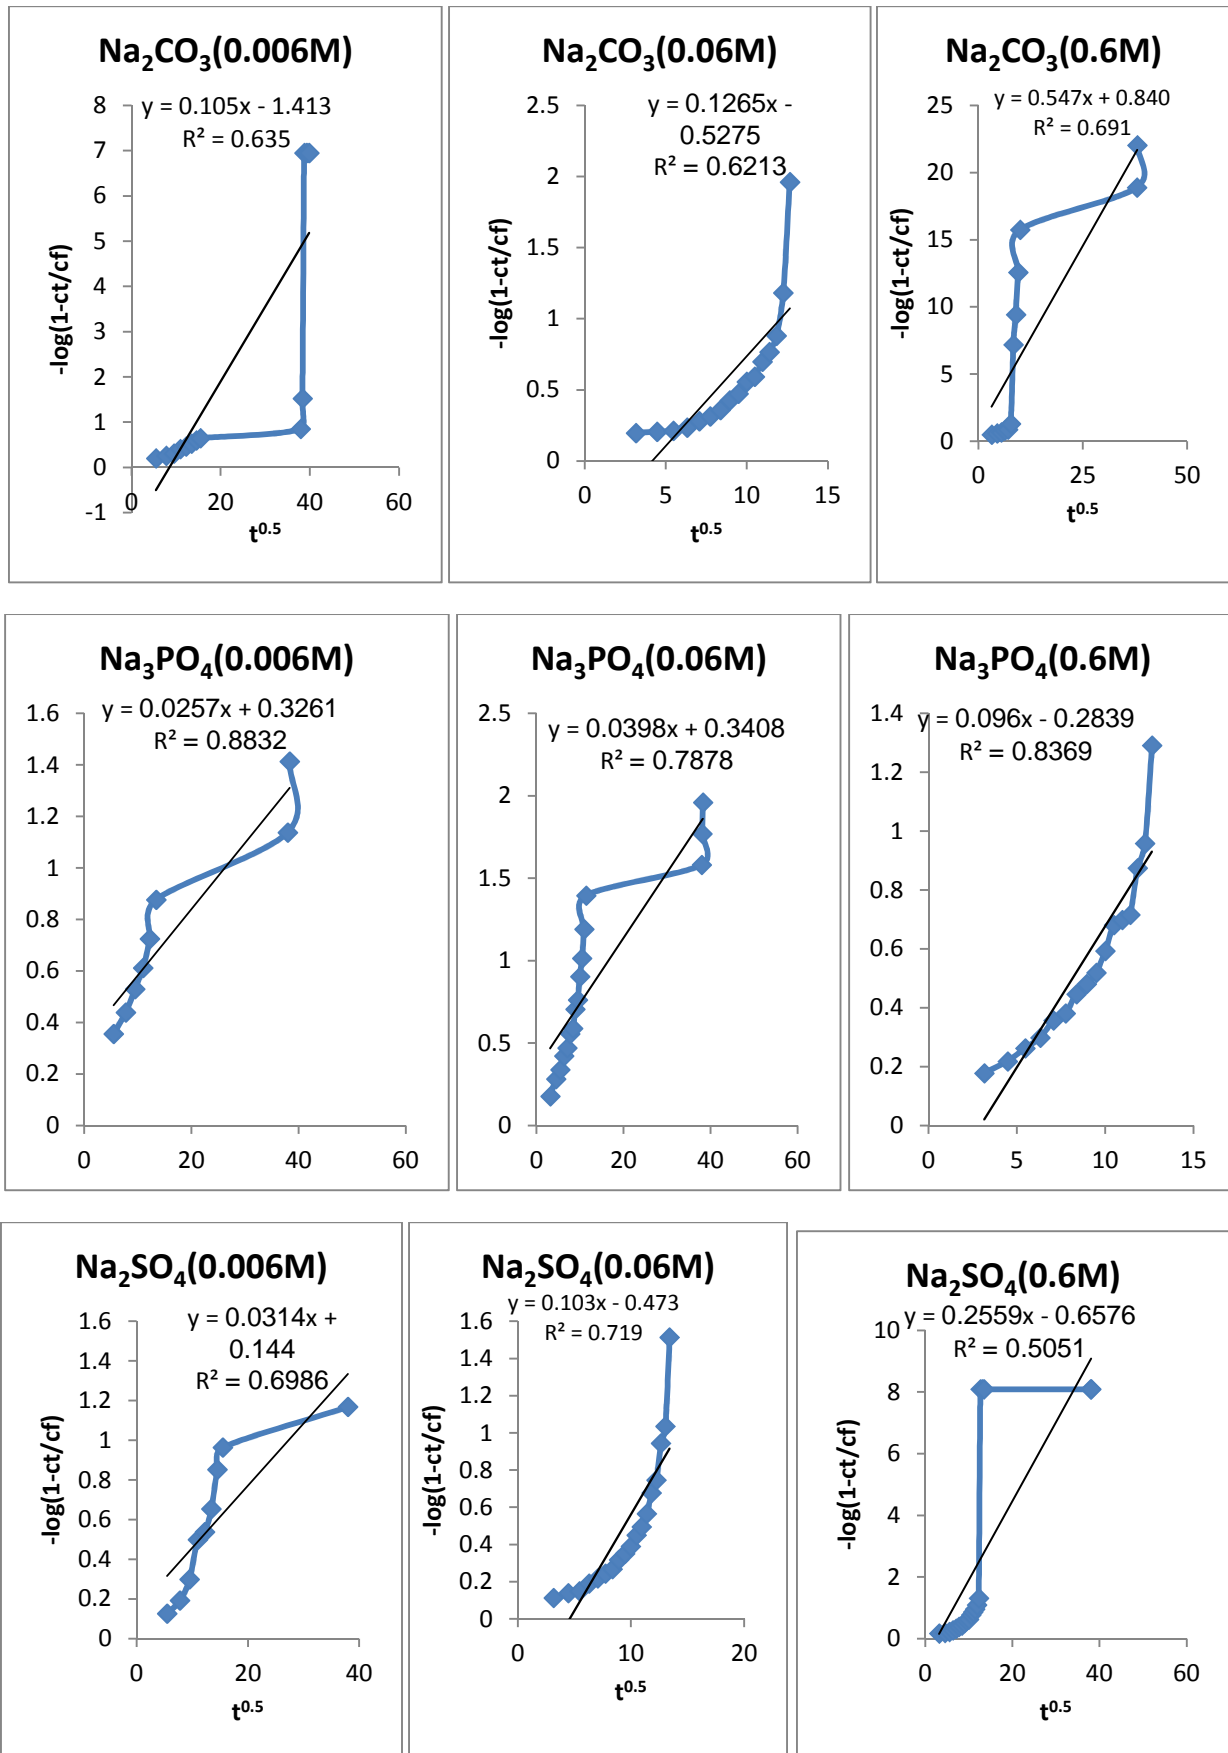 Na₂CO₃(0.006M)
y = 0.105x - 1.413
R² = 0.635
8
7
6
5
4
3
2
1
0
-1
0
20
40
60
-log(1-ct/cf)
t^0.5
Na₂CO₃(0.06M)
y = 0.1265x -
0.5275
R² = 0.6213
2.5
2
1.5
1
0.5
0
0
5
10
15
-log(1-ct/cf)
t^0.5
Na₂CO₃(0.6M)
y = 0.547x + 0.840
R² = 0.691
25
20
15
10
5
0
0
25
50
-log(1-ct/cf)
t^0.5
Na₃PO₄(0.006M)
y = 0.0257x + 0.3261
R² = 0.8832
1.6
1.4
1.2
1
0.8
0.6
0.4
0.2
0
0
20
40
60
Na₃PO₄(0.06M)
y = 0.0398x + 0.3408
R² = 0.7878
2.5
2
1.5
1
0.5
0
0
20
40
60
Na₃PO₄(0.6M)
y = 0.096x - 0.2839
R² = 0.8369
1.4
1.2
1
0.8
0.6
0.4
0.2
0
0
5
10
15
Na₂SO₄(0.006M)
y = 0.0314x +
0.144
R² = 0.6986
1.6
1.4
1.2
1
0.8
0.6
0.4
0.2
0
0
20
40
-log(1-ct/cf)
t^0.5
Na₂SO₄(0.06M)
y = 0.103x - 0.473
R² = 0.719
1.6
1.4
1.2
1
0.8
0.6
0.4
0.2
0
0
10
20
-log(1-ct/cf)
t^0.5
Na₂SO₄(0.6M)
y = 0.2559x - 0.6576
R² = 0.5051
10
8
6
4
2
0
0
20
40
60
-log(1-ct/cf)
t^0.5